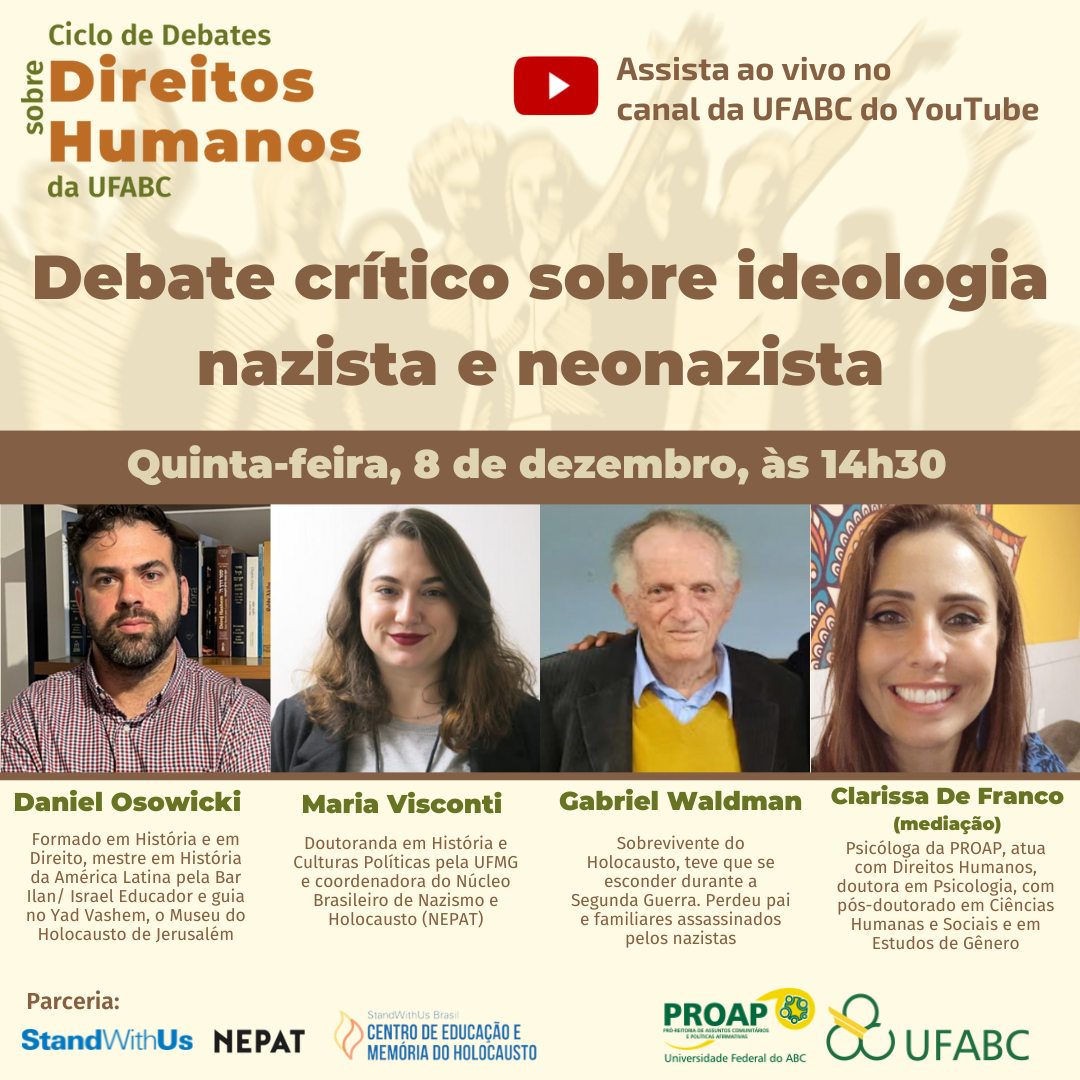 Ciclo de Debates
sobre
Direitos
Humanos
da UFABC
Assista ao vivo no
canal da UFABC do YouTube
Debate crítico sobre ideologia
nazista e neonazista
Quinta-feira, 8 de dezembro, às 14h30
Daniel Osowicki
Formado em História e em
Direito, mestre em História
da América Latina pela Bar
Ilan/ Israel Educador e guia
no Yad Vashem, o Museu do
Holocausto de Jerusalém
Maria Visconti
Doutoranda em História e
Culturas Políticas pela UFMG
e coordenadora do Núcleo
Brasileiro de Nazismo e
Holocausto (NEPAT)
Gabriel Waldman
Sobrevivente do
Holocausto, teve que se
esconder durante a
Segunda Guerra. Perdeu pai
e familiares assassinados
pelos nazistas
Clarissa De Franco
(mediação)
Psicóloga da PROAP, atua
com Direitos Humanos,
doutora em Psicologia, com
pós-doutorado em Ciências
Humanas e Sociais e em
Estudos de Gênero
Parceria:
StandWithUs
NEPAT
StandWithUs Brasil
CENTRO DE EDUCAÇÃO E
MEMÓRIA DO HOLOCAUSTO
PROAP
PRÓ-REITORIA DE ASSUNTOS COMUNITÁRIOS
E POLÍTICAS AFIRMATIVAS
Universidade Federal do ABC
UFABC